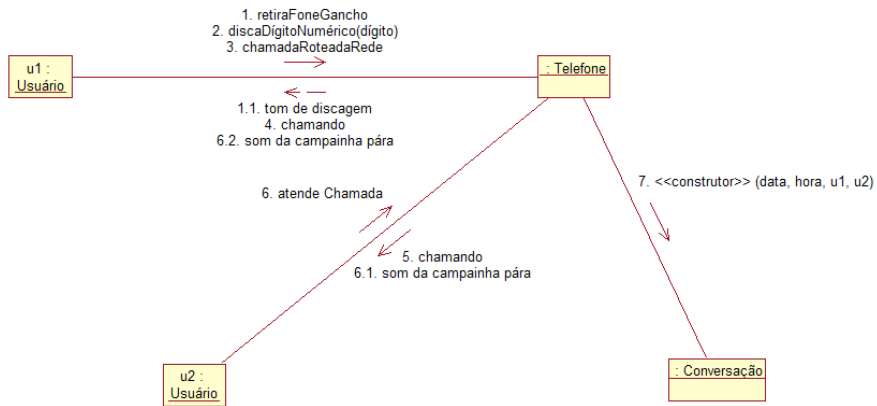 1. retiraFoneGancho
2. discaDígitoNumérico(dígito)
3. chamadaRoteadaRede
u1 :
Usuário
: Telefone
1.1. tom de discagem
4. chamando
6.2. som da campainha pára
7. <<construtor>> (data, hora, u1, u2)
6. atende Chamada
5. chamando
6.1. som da campainha pára
u2 :
Usuário
: Conversação